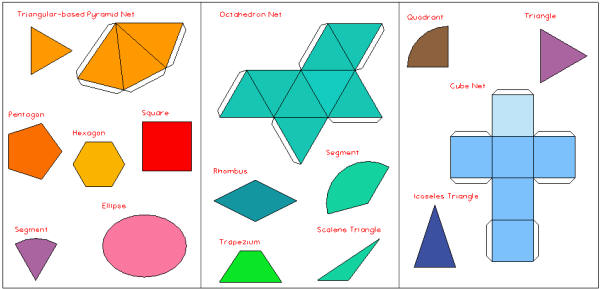 Triangular-based Pyramid Net
Pentagon
Hexagon
Square
Ellipse
Segment
Octahedron Net
Segment
Rhombus
Trapezium
Scalene Triangle
Quadrant
Triangle
Cube Net
Icoseles Triangle